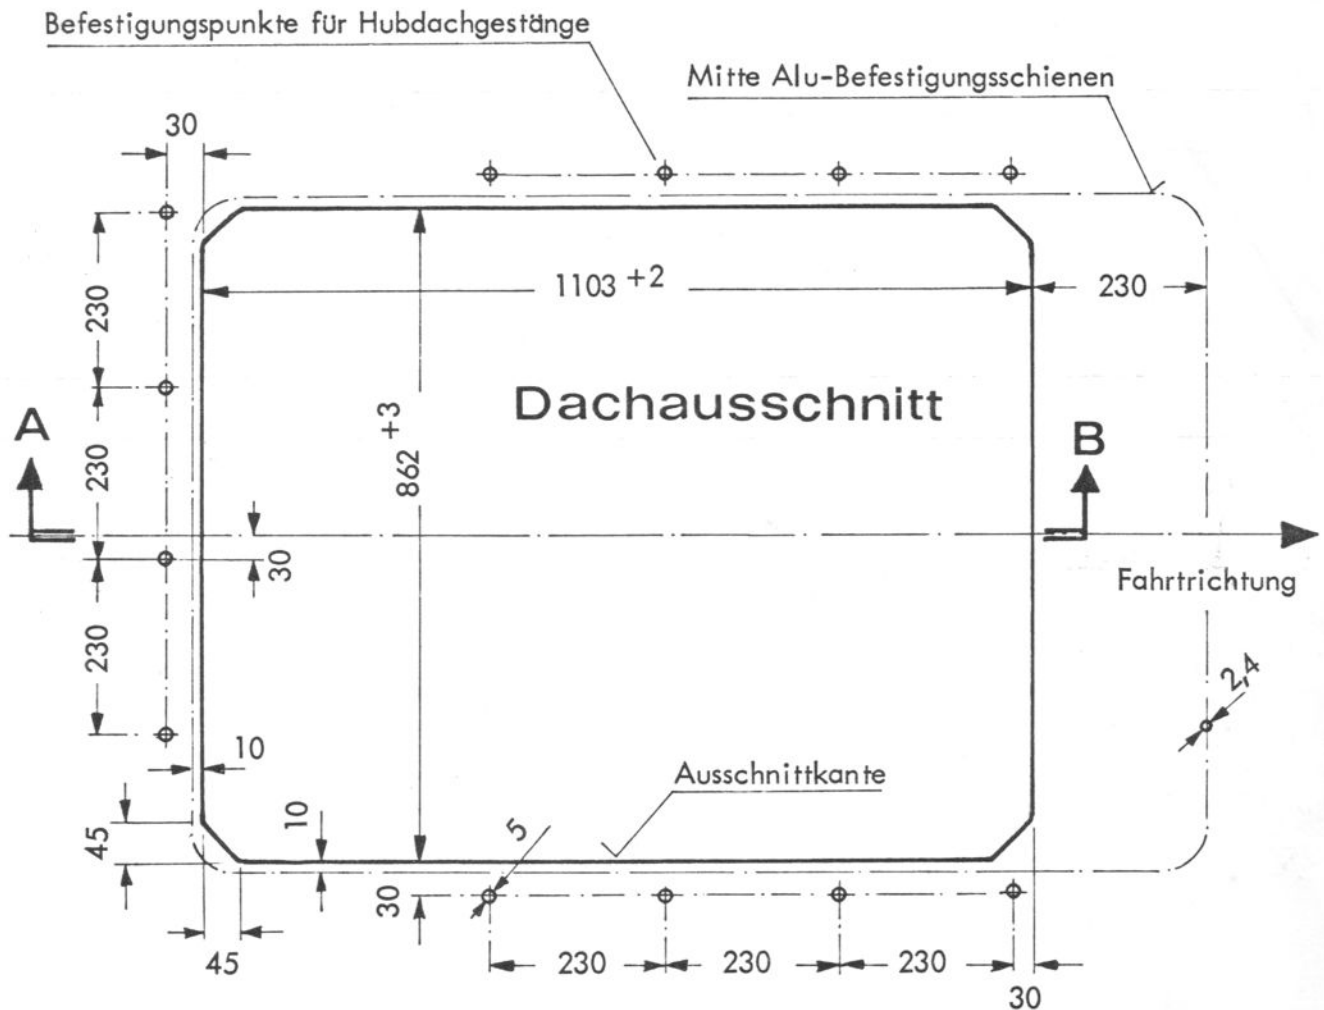 Befestigungspunkte für Hubdachgestänge
Mitte Alu-Befestigungsschienen
30
230
1103 +2
230
862 +3
Dachausschnitt
A
B
230
30
Fahrtrichtung
230
2,4
10
Ausschnittkante
10
5
45
30
45
230
230
230
30